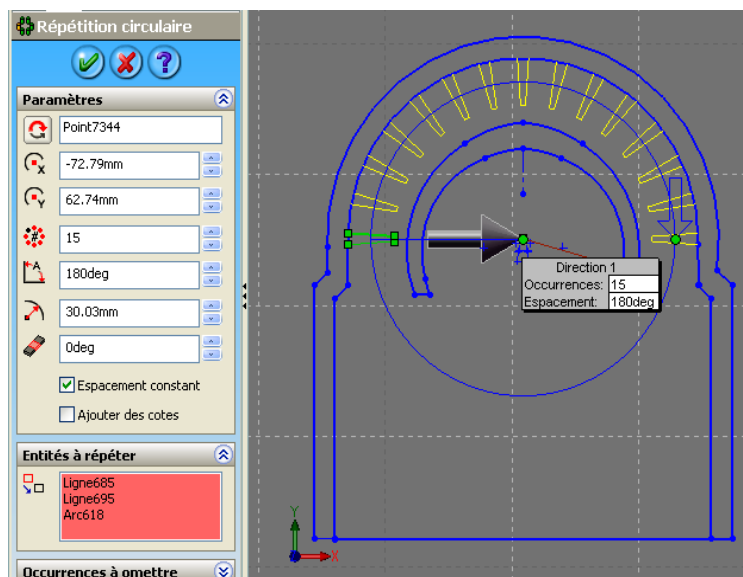 Répétition circulaire
?
Paramètres
Point7344
x
-72.79mm
Y
62.74mm
#
15
A
180deg
30.03mm
0deg
Espacement constant
Ajouter des cotes
Entités à répéter
Ligne685
Ligne695
Arc618
Occurrences à omettre
Direction 1
Occurrences: 15
Espacement: 180deg
Y
X